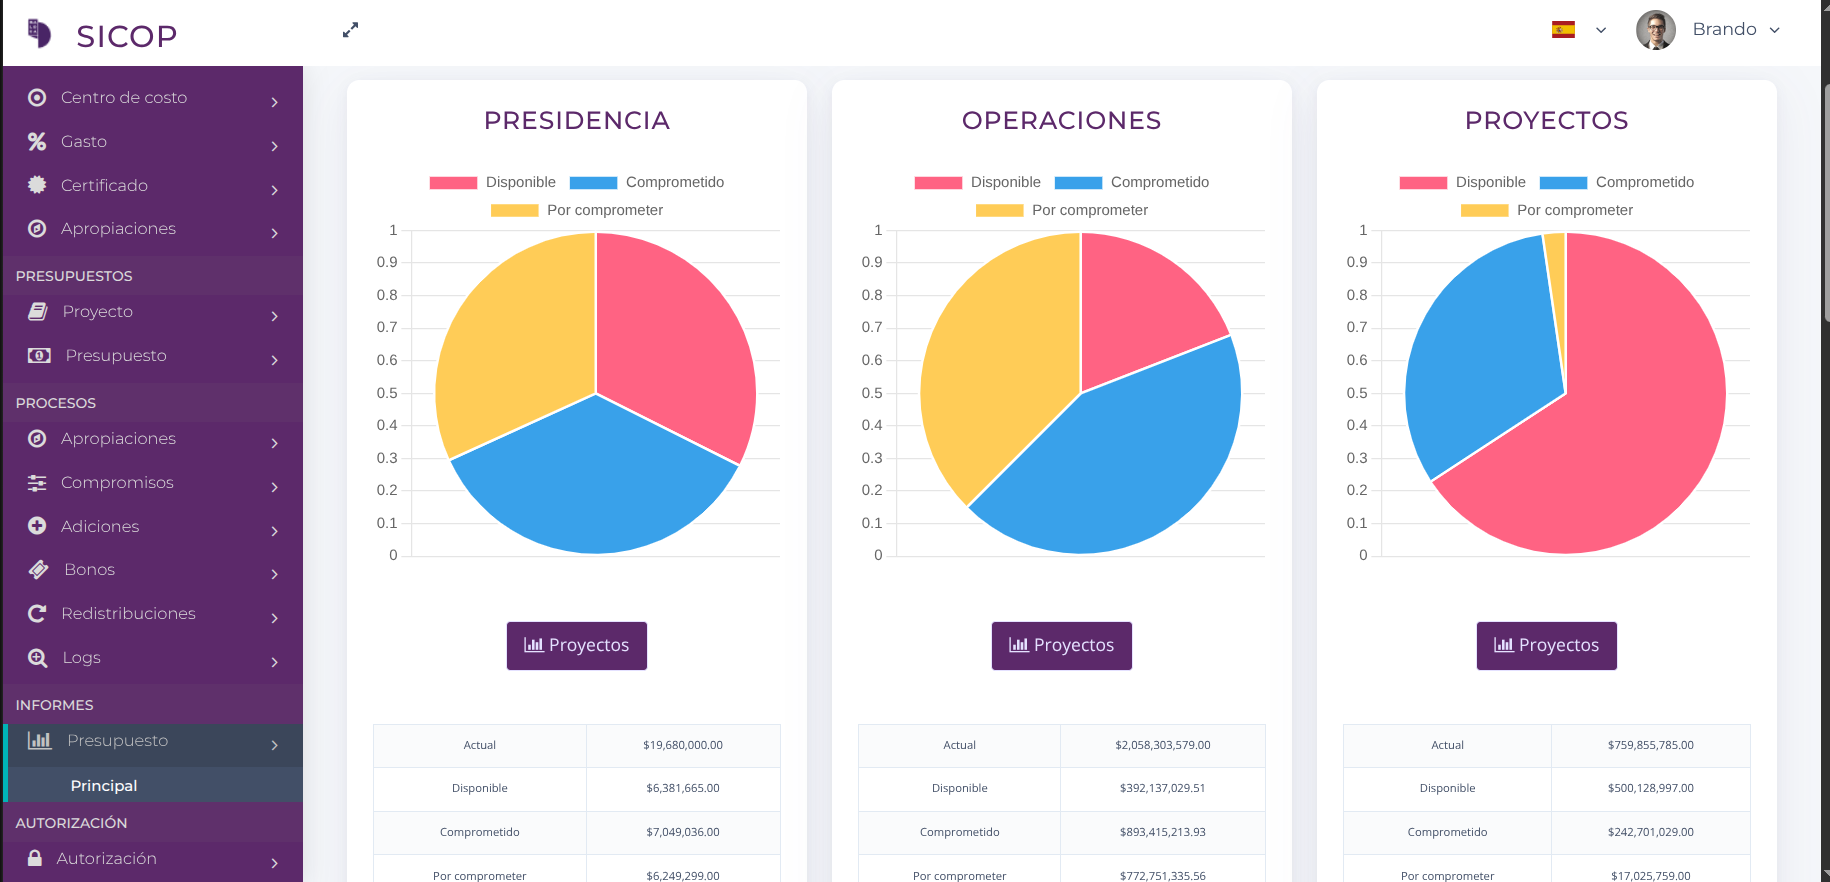 SICOP
Brando
Centro de costo
Gasto
Certificado
Apropiaciones
PRESUPUESTOS
Proyecto
Presupuesto
PROCESOS
Apropiaciones
Compromisos
Adiciones
Bonos
Redistribuciones
Logs
INFORMES
Presupuesto
Principal
AUTORIZACIÓN
Autorización
PRESIDENCIA
Disponible Comprometido
Por comprometer
1
0.9
0.8
0.7
0.6
0.5
0.4
0.3
0.2
0.1
0
Proyectos
Actual $19,680,000.00
Disponible $6,381,665.00
Comprometido $7,049,036.00
Por comprometer $6,249,299.00
OPERACIONES
Disponible Comprometido
Por comprometer
1
0.9
0.8
0.7
0.6
0.5
0.4
0.3
0.2
0.1
0
Proyectos
Actual $2,058,303,579.00
Disponible $392,137,029.51
Comprometido $893,415,213.93
Por comprometer $772,751,335.56
PROYECTOS
Disponible Comprometido
Por comprometer
1
0.9
0.8
0.7
0.6
0.5
0.4
0.3
0.2
0.1
0
Proyectos
Actual $759,855,785.00
Disponible $500,128,997.00
Comprometido $242,701,029.00
Por comprometer $17,025,759.00